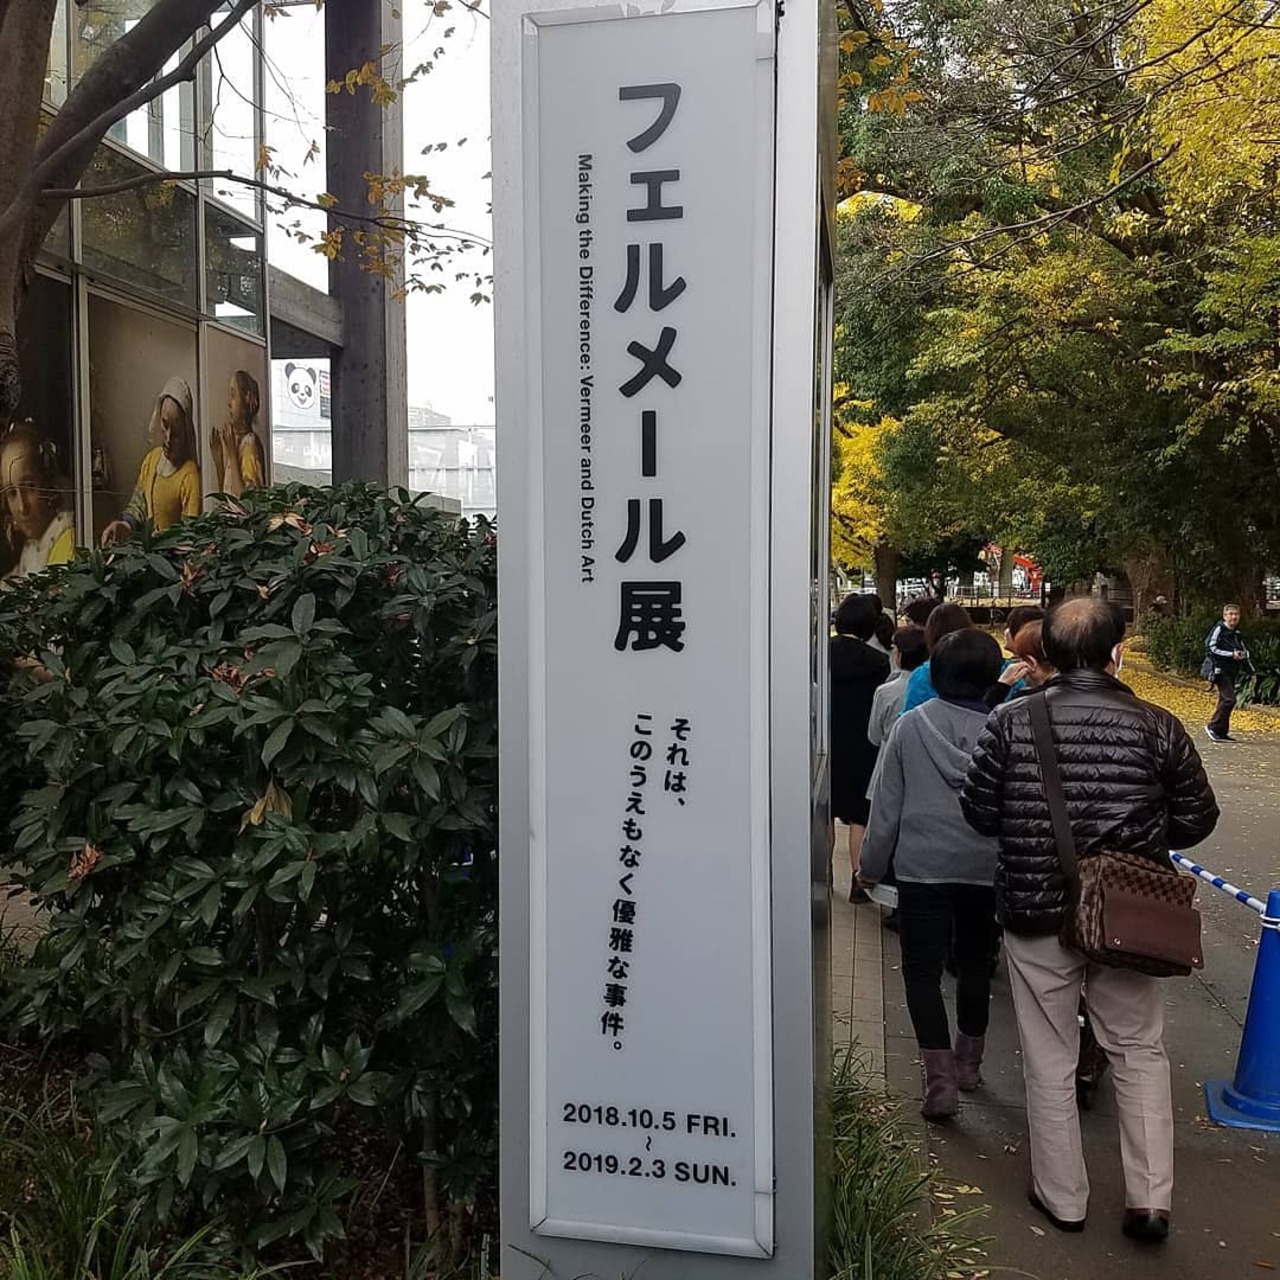 フェルメール展
Making the Difference: Vermeer and Dutch Art
それは、
このうえもなく優雅な事件。
2018.10.5 FRI.
~
2019.2.3 SUN.